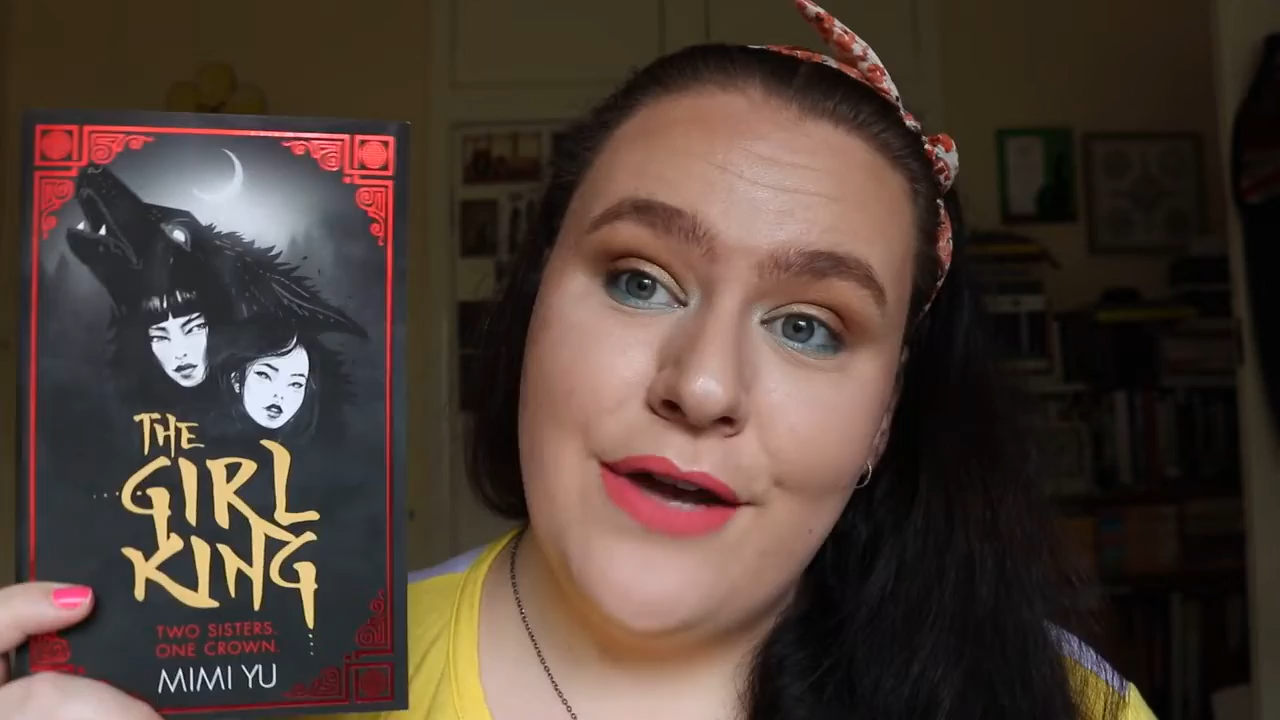 THE
GIRL
KING
TWO SISTERS.
ONE CROWN.
MIMI YU